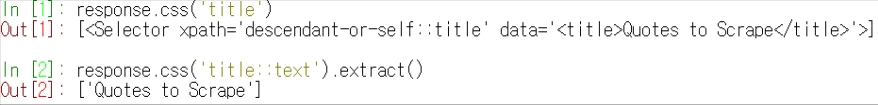 In [1]: response.css('title')
Out[1]: [<Selector xpath='descendant-or-self::title' data='<title>Quotes to Scrape</title>'>]
In [2]: response.css('title::text').extract()
Out[2]: ['Quotes to Scrape']